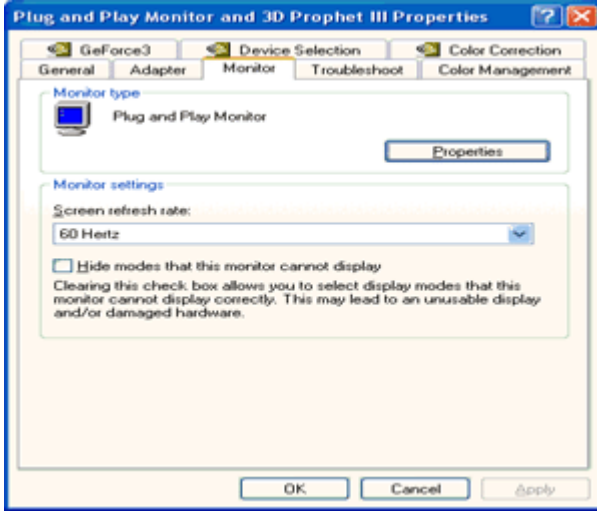 Plug and Play Monitor and 3D Prophet III Properties
GeForce3 Device Selection Color Correction
General Adapter Monitor Troubleshoot Color Management
Monitor type
Plug and Play Monitor
Properties
Monitor settings
Screen refresh rate:
60 Hertz
Hide modes that this monitor cannot display
Clearing this check box allows you to select display modes that this
monitor cannot display correctly. This may lead to an unusable display
and/or damaged hardware.
OK Cancel Apply